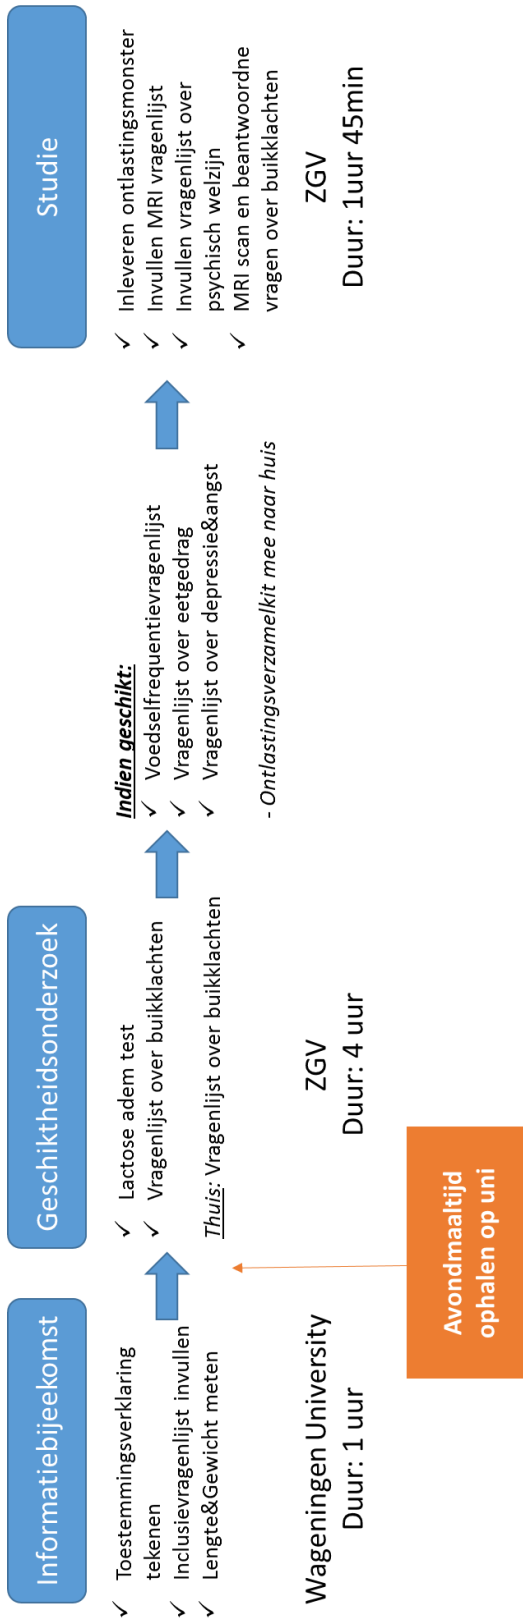 Informatiebijeekomst
Toestemmingsverklaring
tekenen
Inclusievragenlijst invullen
Lengte&Gewicht meten
Wageningen University
Duur: 1 uur
Avondmaaltijd
ophalen op uni
Geschiktheidsonderzoek
Lactose adem test
Vragenlijst over buikklachten
Thuis: Vragenlijst over buikklachten
ZGV
Duur: 4 uur
Indien geschikt:
Voedselfrequentievragenlijst
Vragenlijst over eetgedrag
Vragenlijst over depressie&angst
- Ontlastingsverzamelkit mee naar huis
Studie
Inleveren ontlastingsmonster
Invullen MRI vragenlijst
Invullen vragenlijst over
psychisch welzijn
MRI scan en beantwoordne
vragen over buikklachten
ZGV
Duur: 1uur 45min